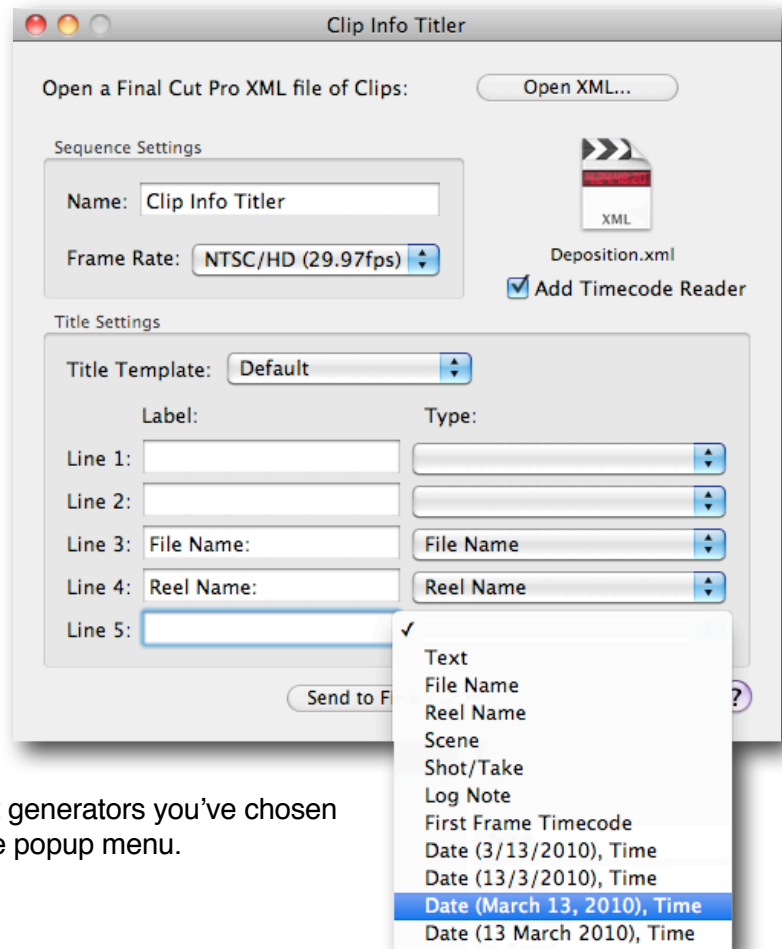 Clip Info Titler
Open a Final Cut Pro XML file of Clips:
Open XML...
Sequence Settings
Name: Clip Info Titler
Frame Rate: NTSC/HD (29.97fps)
XML
Deposition.xml
Add Timecode Reader
Title Settings
Title Template: Default
Label: Type:
Line 1:
Line 2:
Line 3: File Name: File Name
Line 4: Reel Name: Reel Name
Line 5:
✓
Text
File Name
Reel Name
Scene
Shot/Take
Log Note
First Frame Timecode
Date (3/13/2010), Time
Date (13/3/2010), Time
Date (March 13, 2010), Time
Date (13 March 2010), Time
Send to
?
generators you’ve chosen
popup menu.